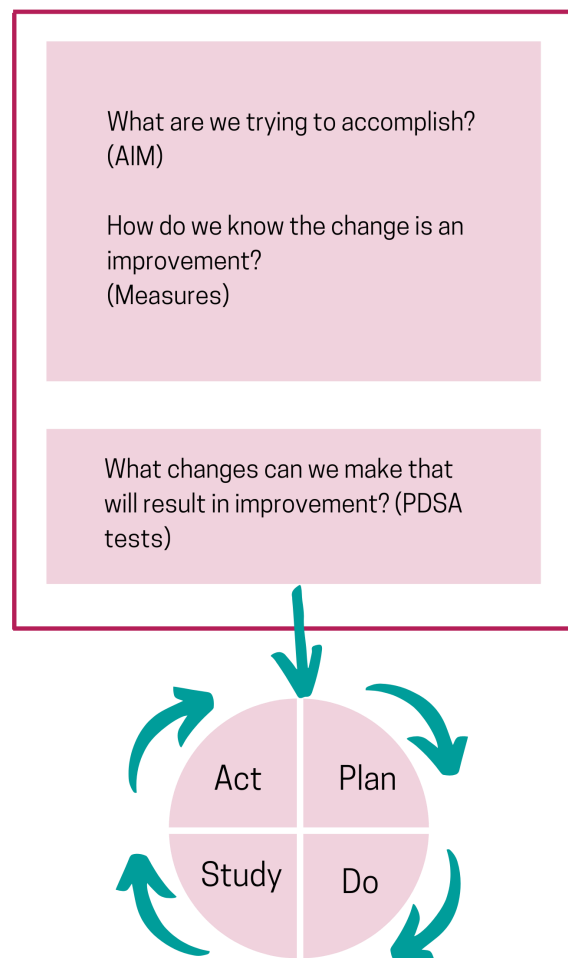 What are we trying to accomplish?
(AIM)
How do we know the change is an
improvement?
(Measures)
What changes can we make that
will result in improvement? (PDSA
tests)
Act
Plan
Study
Do